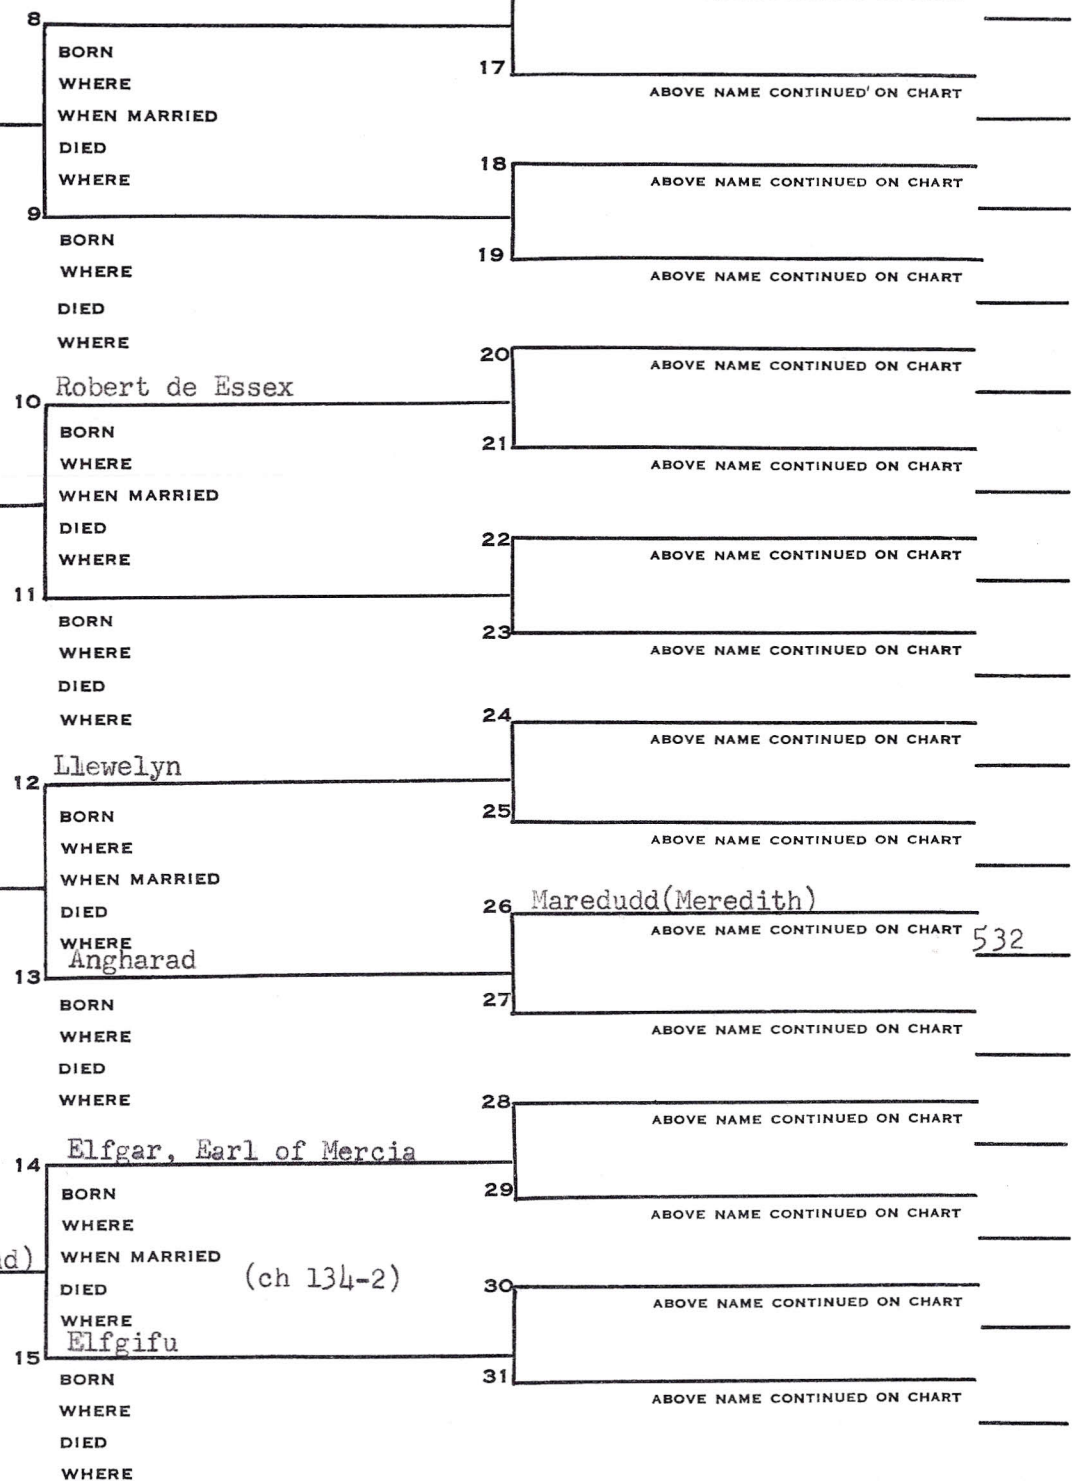 8
BORN
WHERE
WHEN MARRIED
DIED
WHERE
17
ABOVE NAME CONTINUED ON CHART
18
ABOVE NAME CONTINUED ON CHART
9
BORN
WHERE
DIED
WHERE
19
ABOVE NAME CONTINUED ON CHART
20
ABOVE NAME CONTINUED ON CHART
10 Robert de Essex
BORN
WHERE
WHEN MARRIED
DIED
WHERE
21
ABOVE NAME CONTINUED ON CHART
22
ABOVE NAME CONTINUED ON CHART
11
BORN
WHERE
DIED
WHERE
23
ABOVE NAME CONTINUED ON CHART
24
ABOVE NAME CONTINUED ON CHART
12 Llewelyn
BORN
WHERE
WHEN MARRIED
DIED
WHERE
25
ABOVE NAME CONTINUED ON CHART
26 Maredudd(Meredith)
ABOVE NAME CONTINUED ON CHART 532
13 Angharad
BORN
WHERE
DIED
WHERE
27
ABOVE NAME CONTINUED ON CHART
28
ABOVE NAME CONTINUED ON CHART
14 Elfgar, Earl of Mercia
BORN
WHERE
WHEN MARRIED
DIED (ch 134-2)
WHERE
29
ABOVE NAME CONTINUED ON CHART
30
ABOVE NAME CONTINUED ON CHART
15 Elfgifu
BORN
WHERE
DIED
WHERE
31
ABOVE NAME CONTINUED ON CHART